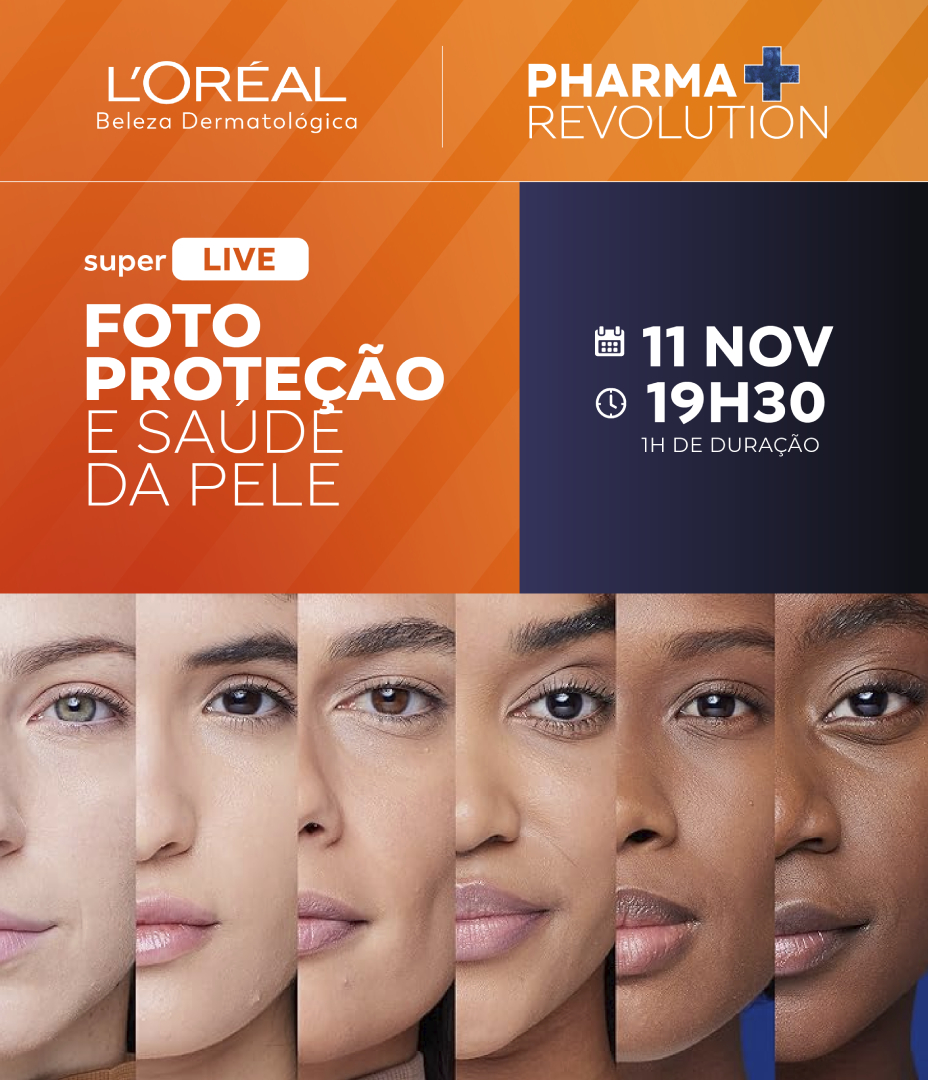 L'ORÉAL
Beleza Dermatológica
PHARMA
REVOLUTION
super LIVE
FOTO
PROTEÇÃO
E SAÚDE
DA PELE
11 NOV
19H30
1H DE DURAÇÃO